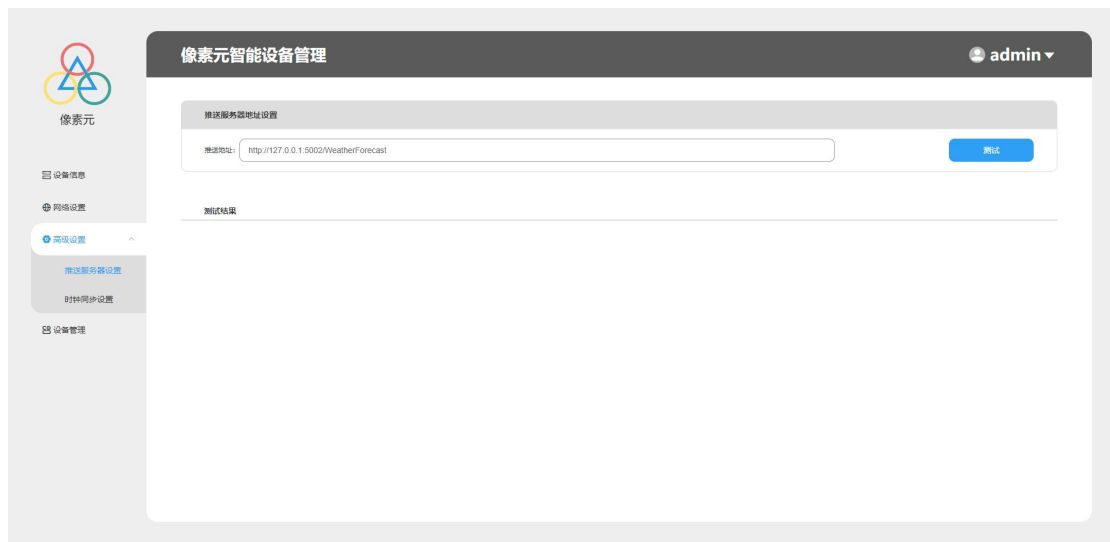 像素元
像素元智能设备管理
admin
设备信息
网络设置
高级设置
推送服务器设置
时钟同步设置
设备管理
推送服务器地址设置
推送地址: http://127.0.0.1:5002/WeatherForecast
测试
测试结果